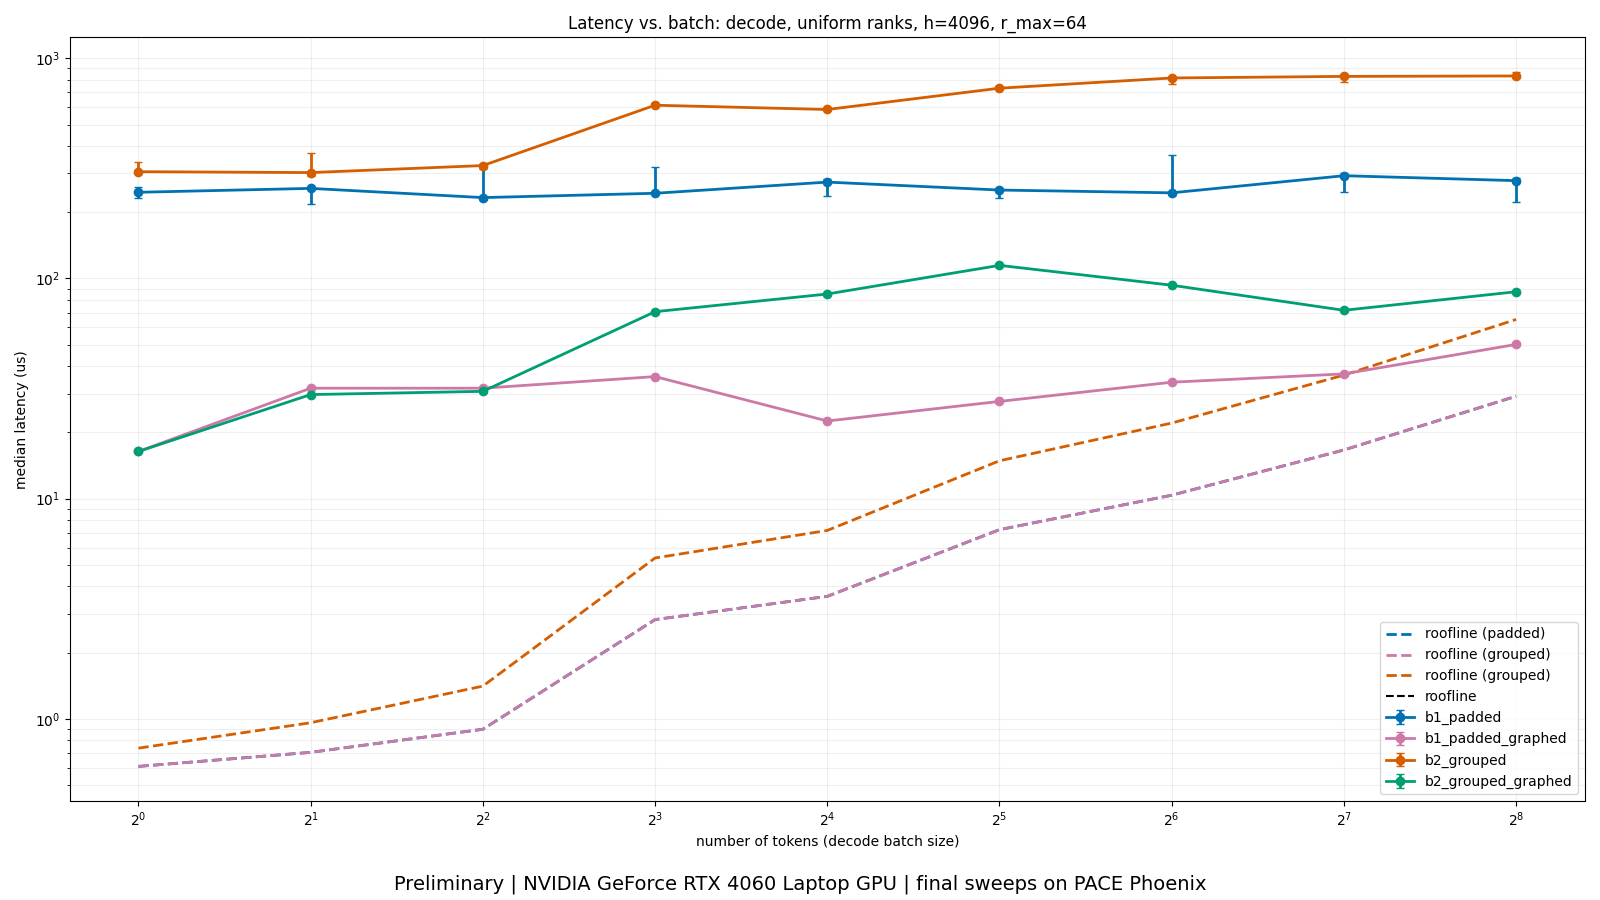 Latency vs. batch: decode, uniform ranks, h=4096, r_max=64
median latency (us)
10³
10²
10¹
10⁰
2⁰ 2¹ 2² 2³ 2⁴ 2⁵ 2⁶ 2⁷ 2⁸
number of tokens (decode batch size)
roofline (padded)
roofline (grouped)
roofline (grouped)
roofline
b1_padded
b1_padded_graphed
b2_grouped
b2_grouped_graphed
Preliminary | NVIDIA GeForce RTX 4060 Laptop GPU | final sweeps on PACE Phoenix